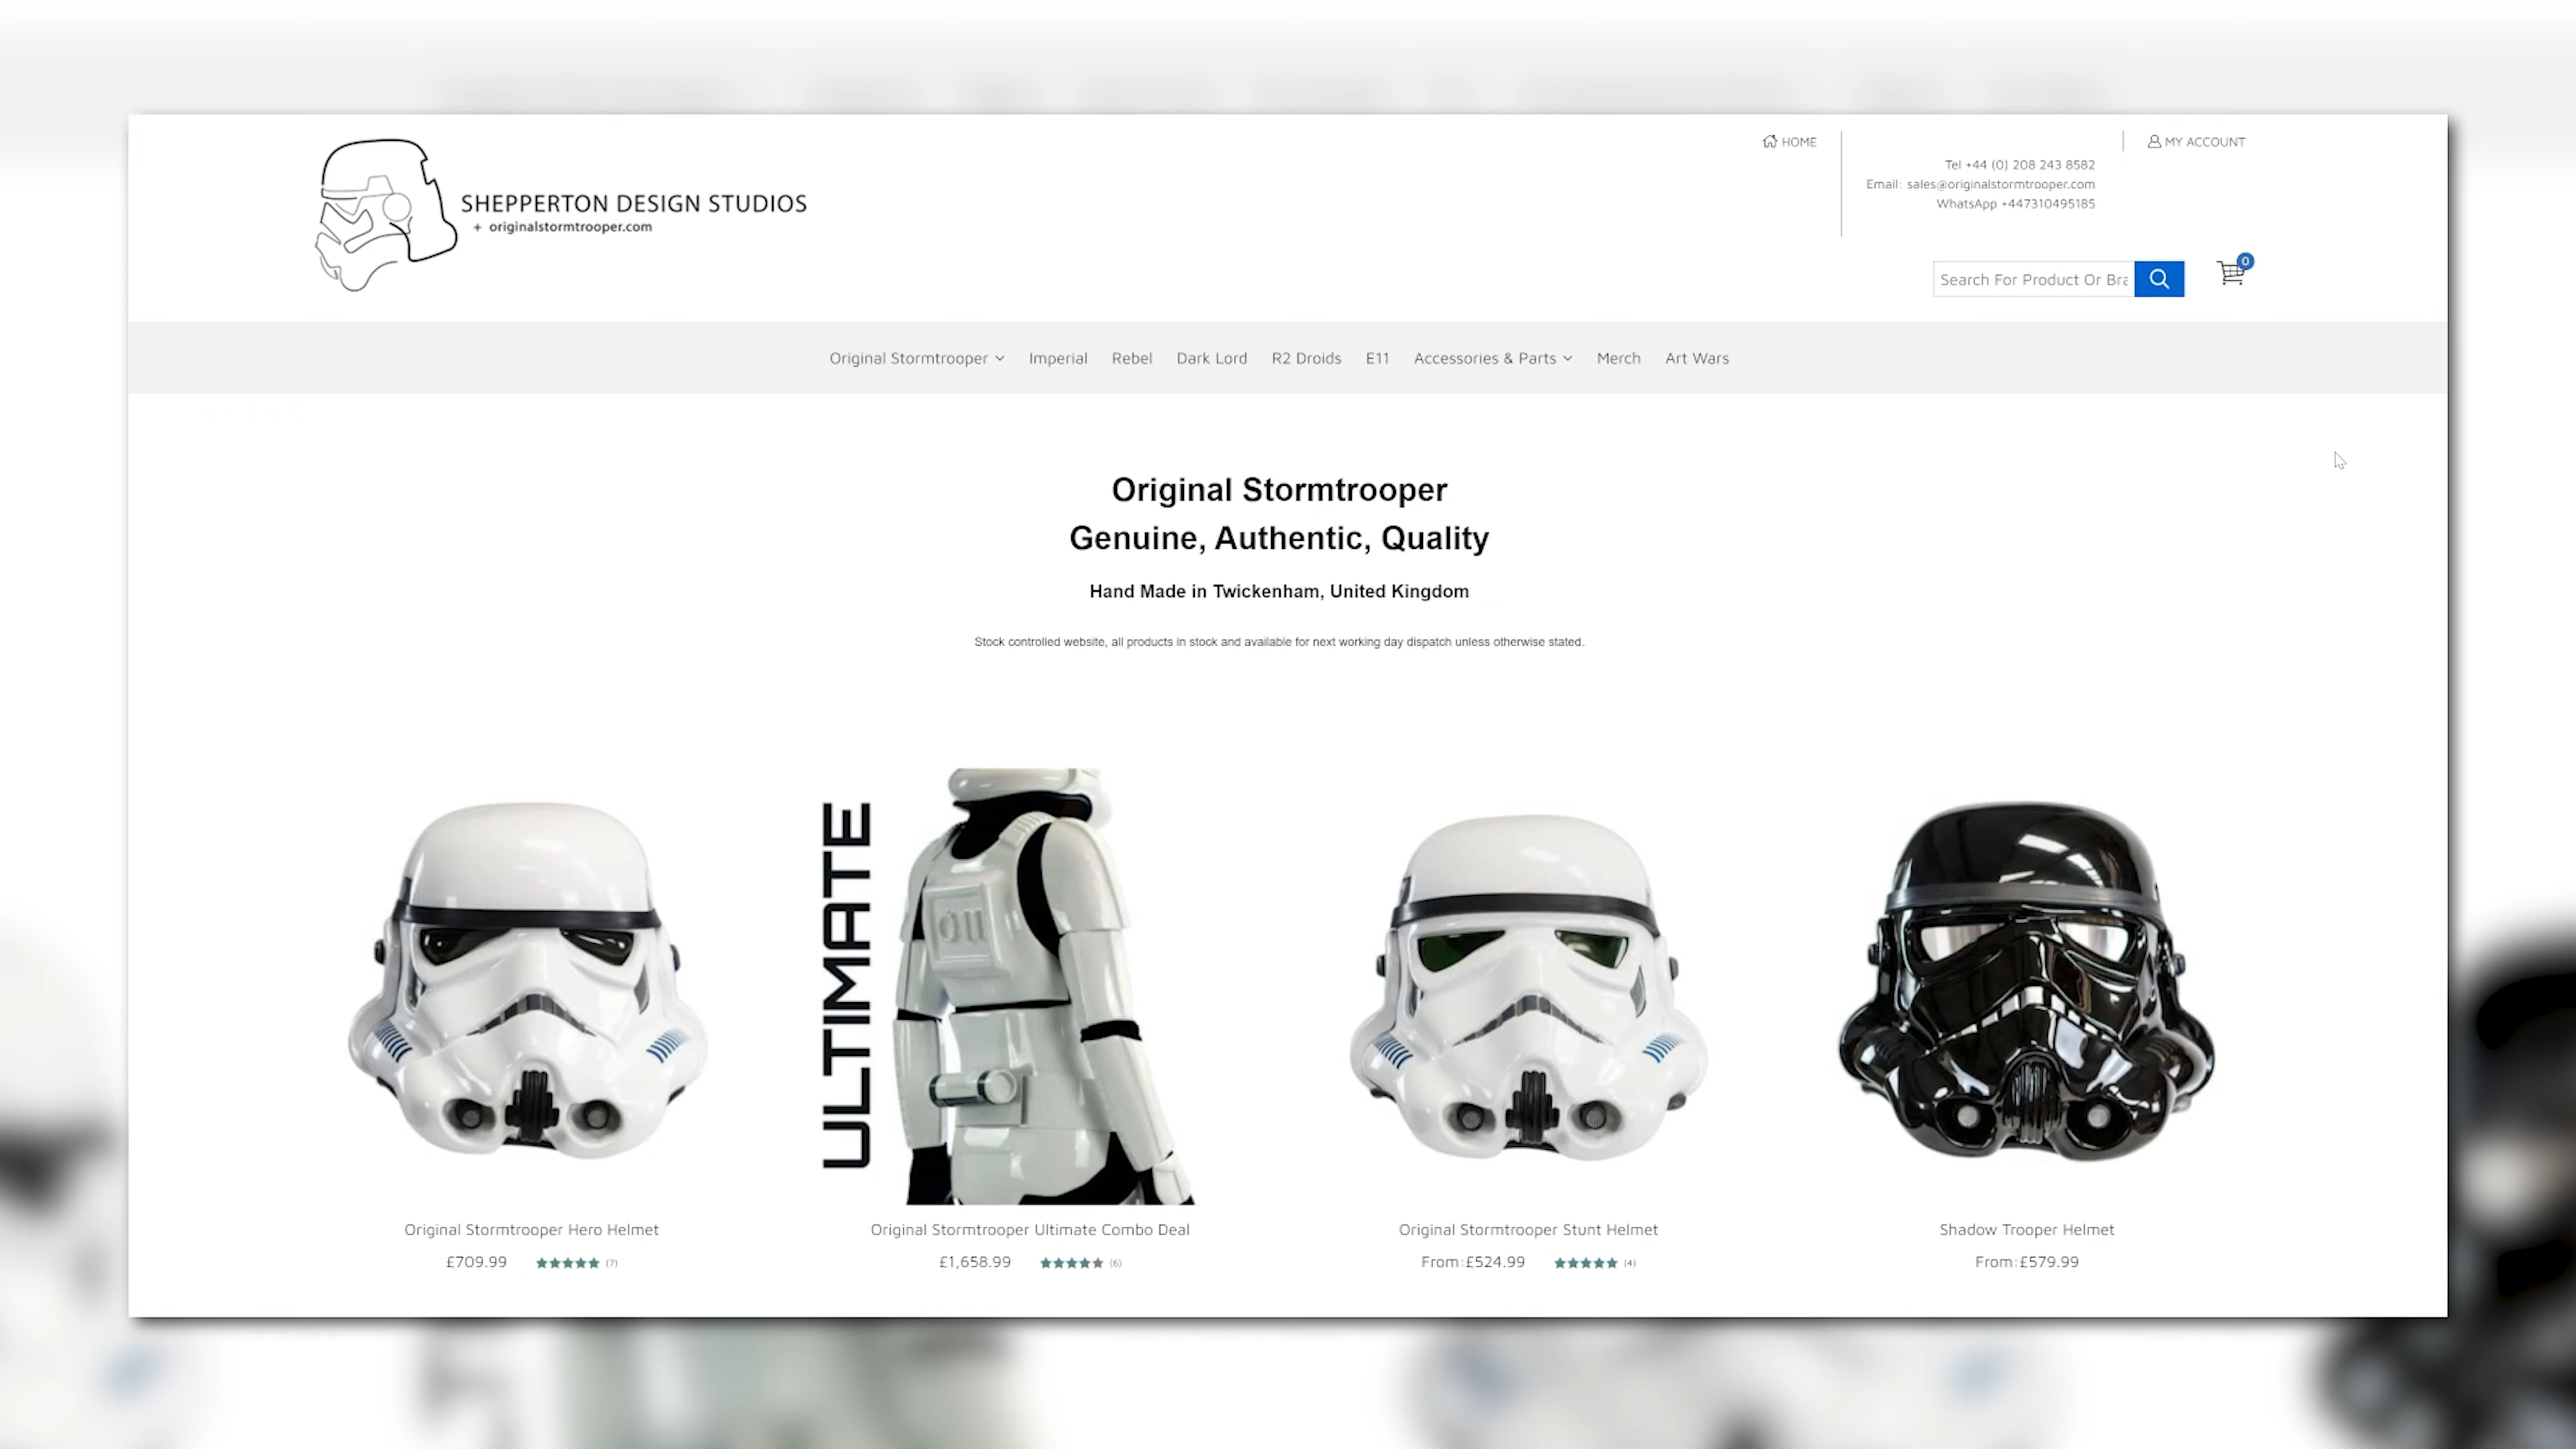 HOME
MY ACCOUNT
Tel +44 (0) 208 243 8582
Email: sales@originalstormtrooper.com
WhatsApp +447310495185
SHEPPERTON DESIGN STUDIOS
+ originalstormtrooper.com
Search For Product Or Bra
0
Original Stormtrooper Imperial Rebel Dark Lord R2 Droids E11 Accessories & Parts Merch Art Wars
Original Stormtrooper
Genuine, Authentic, Quality
Hand Made in Twickenham, United Kingdom
Stock controlled website, all products in stock and available for next working day dispatch unless otherwise stated.
ULTIMATE
Original Stormtrooper Hero Helmet
£709.99 (7)
Original Stormtrooper Ultimate Combo Deal
£1,658.99 (6)
Original Stormtrooper Stunt Helmet
From:£524.99 (4)
Shadow Trooper Helmet
From:£579.99